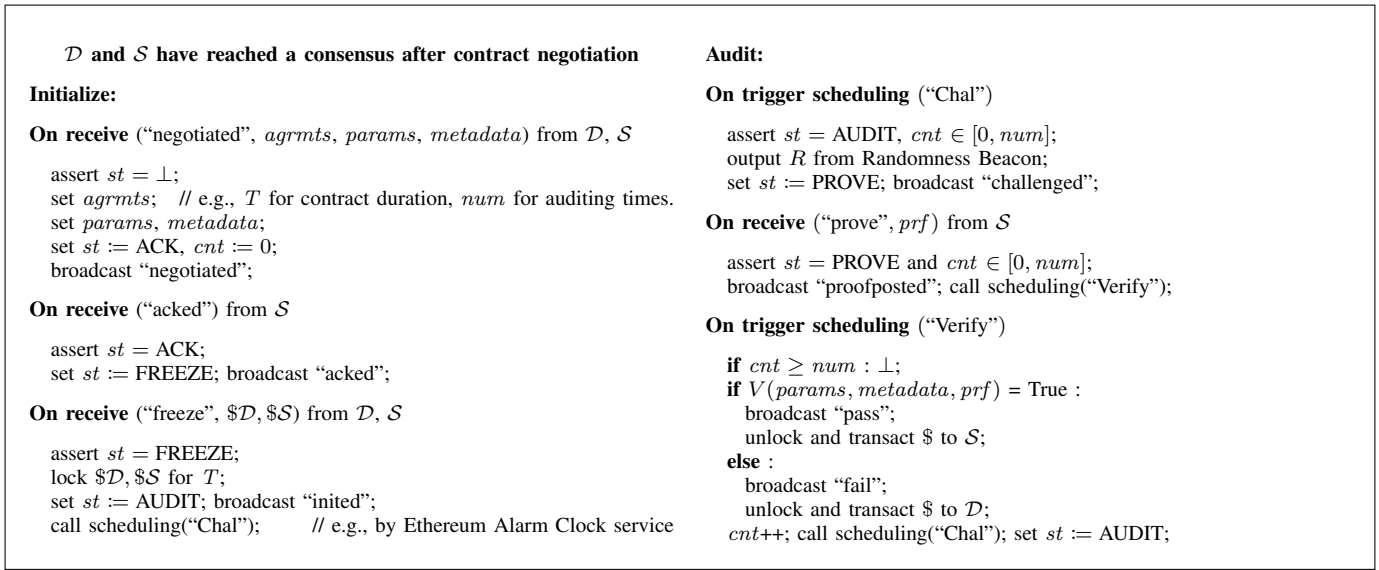 𝒟 and 𝒮 have reached a consensus after contract negotiation
Initialize:
On receive (“negotiated”, agrmts, params, metadata) from 𝒟, 𝒮
assert st = ⊥;
set agrmts; // e.g., T for contract duration, num for auditing times.
set params, metadata;
set st := ACK, cnt := 0;
broadcast “negotiated”;
On receive (“acked”) from 𝒮
assert st = ACK;
set st := FREEZE; broadcast “acked”;
On receive (“freeze”, $𝒟, $𝒮) from 𝒟, 𝒮
assert st = FREEZE;
lock $𝒟, $𝒮 for T;
set st := AUDIT; broadcast “inited”;
call scheduling(“Chal”); // e.g., by Ethereum Alarm Clock service
Audit:
On trigger scheduling (“Chal”)
assert st = AUDIT, cnt ∈ [0, num];
output R from Randomness Beacon;
set st := PROVE; broadcast “challenged”;
On receive (“prove”, prf) from 𝒮
assert st = PROVE and cnt ∈ [0, num];
broadcast “proofposted”; call scheduling(“Verify”);
On trigger scheduling (“Verify”)
if cnt ≥ num : ⊥;
if V(params, metadata, prf) = True :
broadcast “pass”;
unlock and transact $ to 𝒮;
else :
broadcast “fail”;
unlock and transact $ to 𝒟;
cnt++; call scheduling(“Chal”); set st := AUDIT;